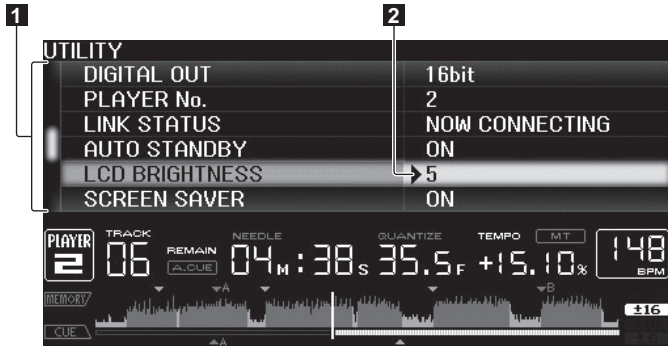 1 2
UTILITY
DIGITAL OUT 16bit
PLAYER No. 2
LINK STATUS NOW CONNECTING
AUTO STANDBY ON
LCD BRIGHTNESS 5
SCREEN SAVER ON
PLAYER TRACK REMAIN NEEDLE QUANTIZE TEMPO MT
2 06 A.CUE 04M:38S 35.5F +15.10% 148 BPM
MEMORY/ A B
±16
CUE A